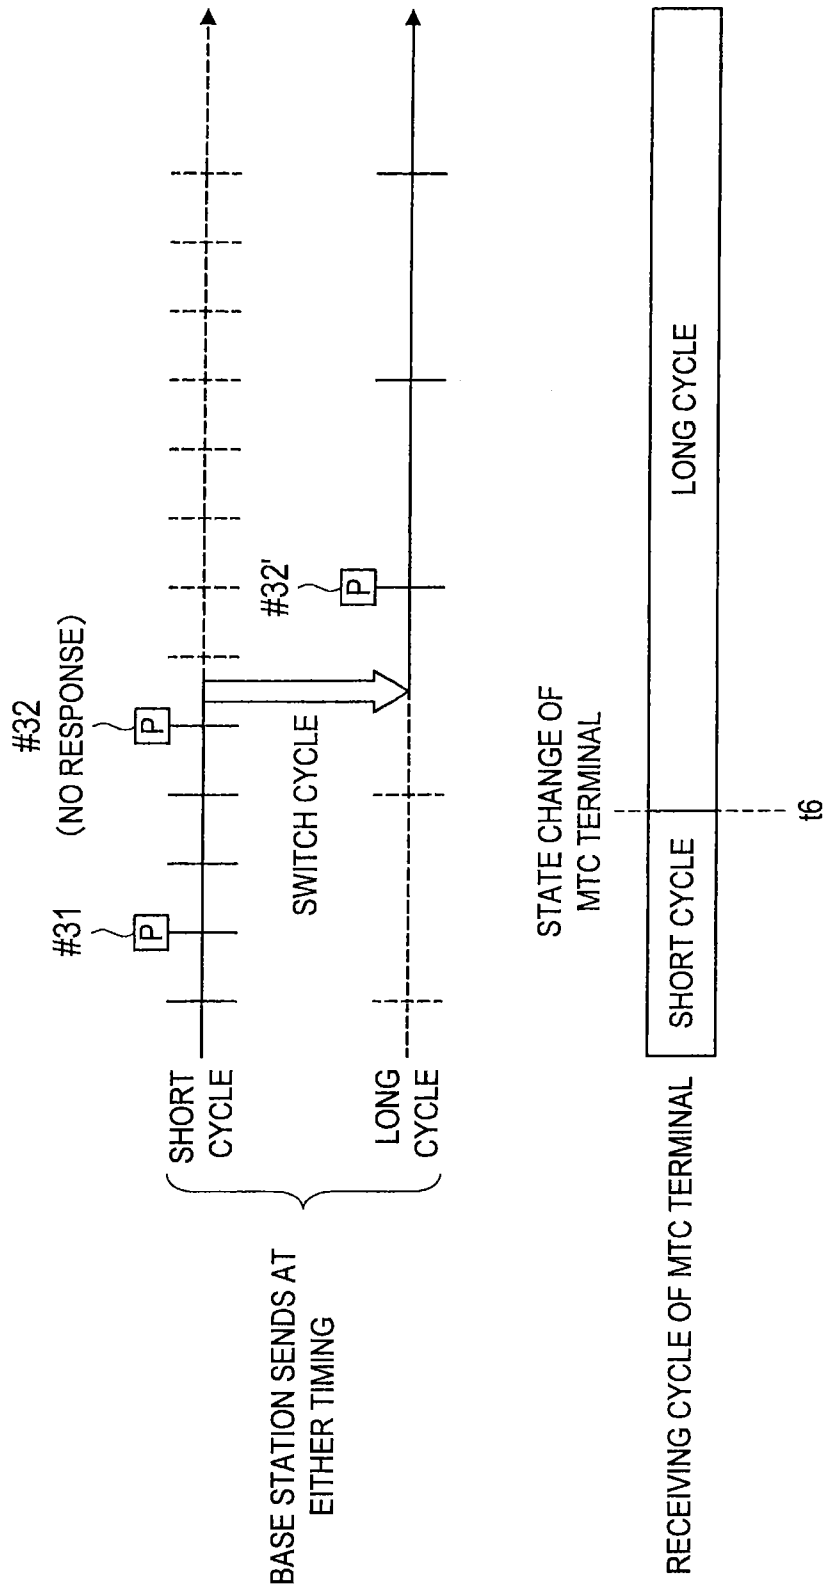 #31
#32
(NO RESPONSE)
P
P
SHORT
CYCLE
SWITCH CYCLE
#32'
P
LONG
CYCLE
BASE STATION SENDS AT
EITHER TIMING
STATE CHANGE OF
MTC TERMINAL
RECEIVING CYCLE OF MTC TERMINAL
SHORT CYCLE
LONG CYCLE
t6